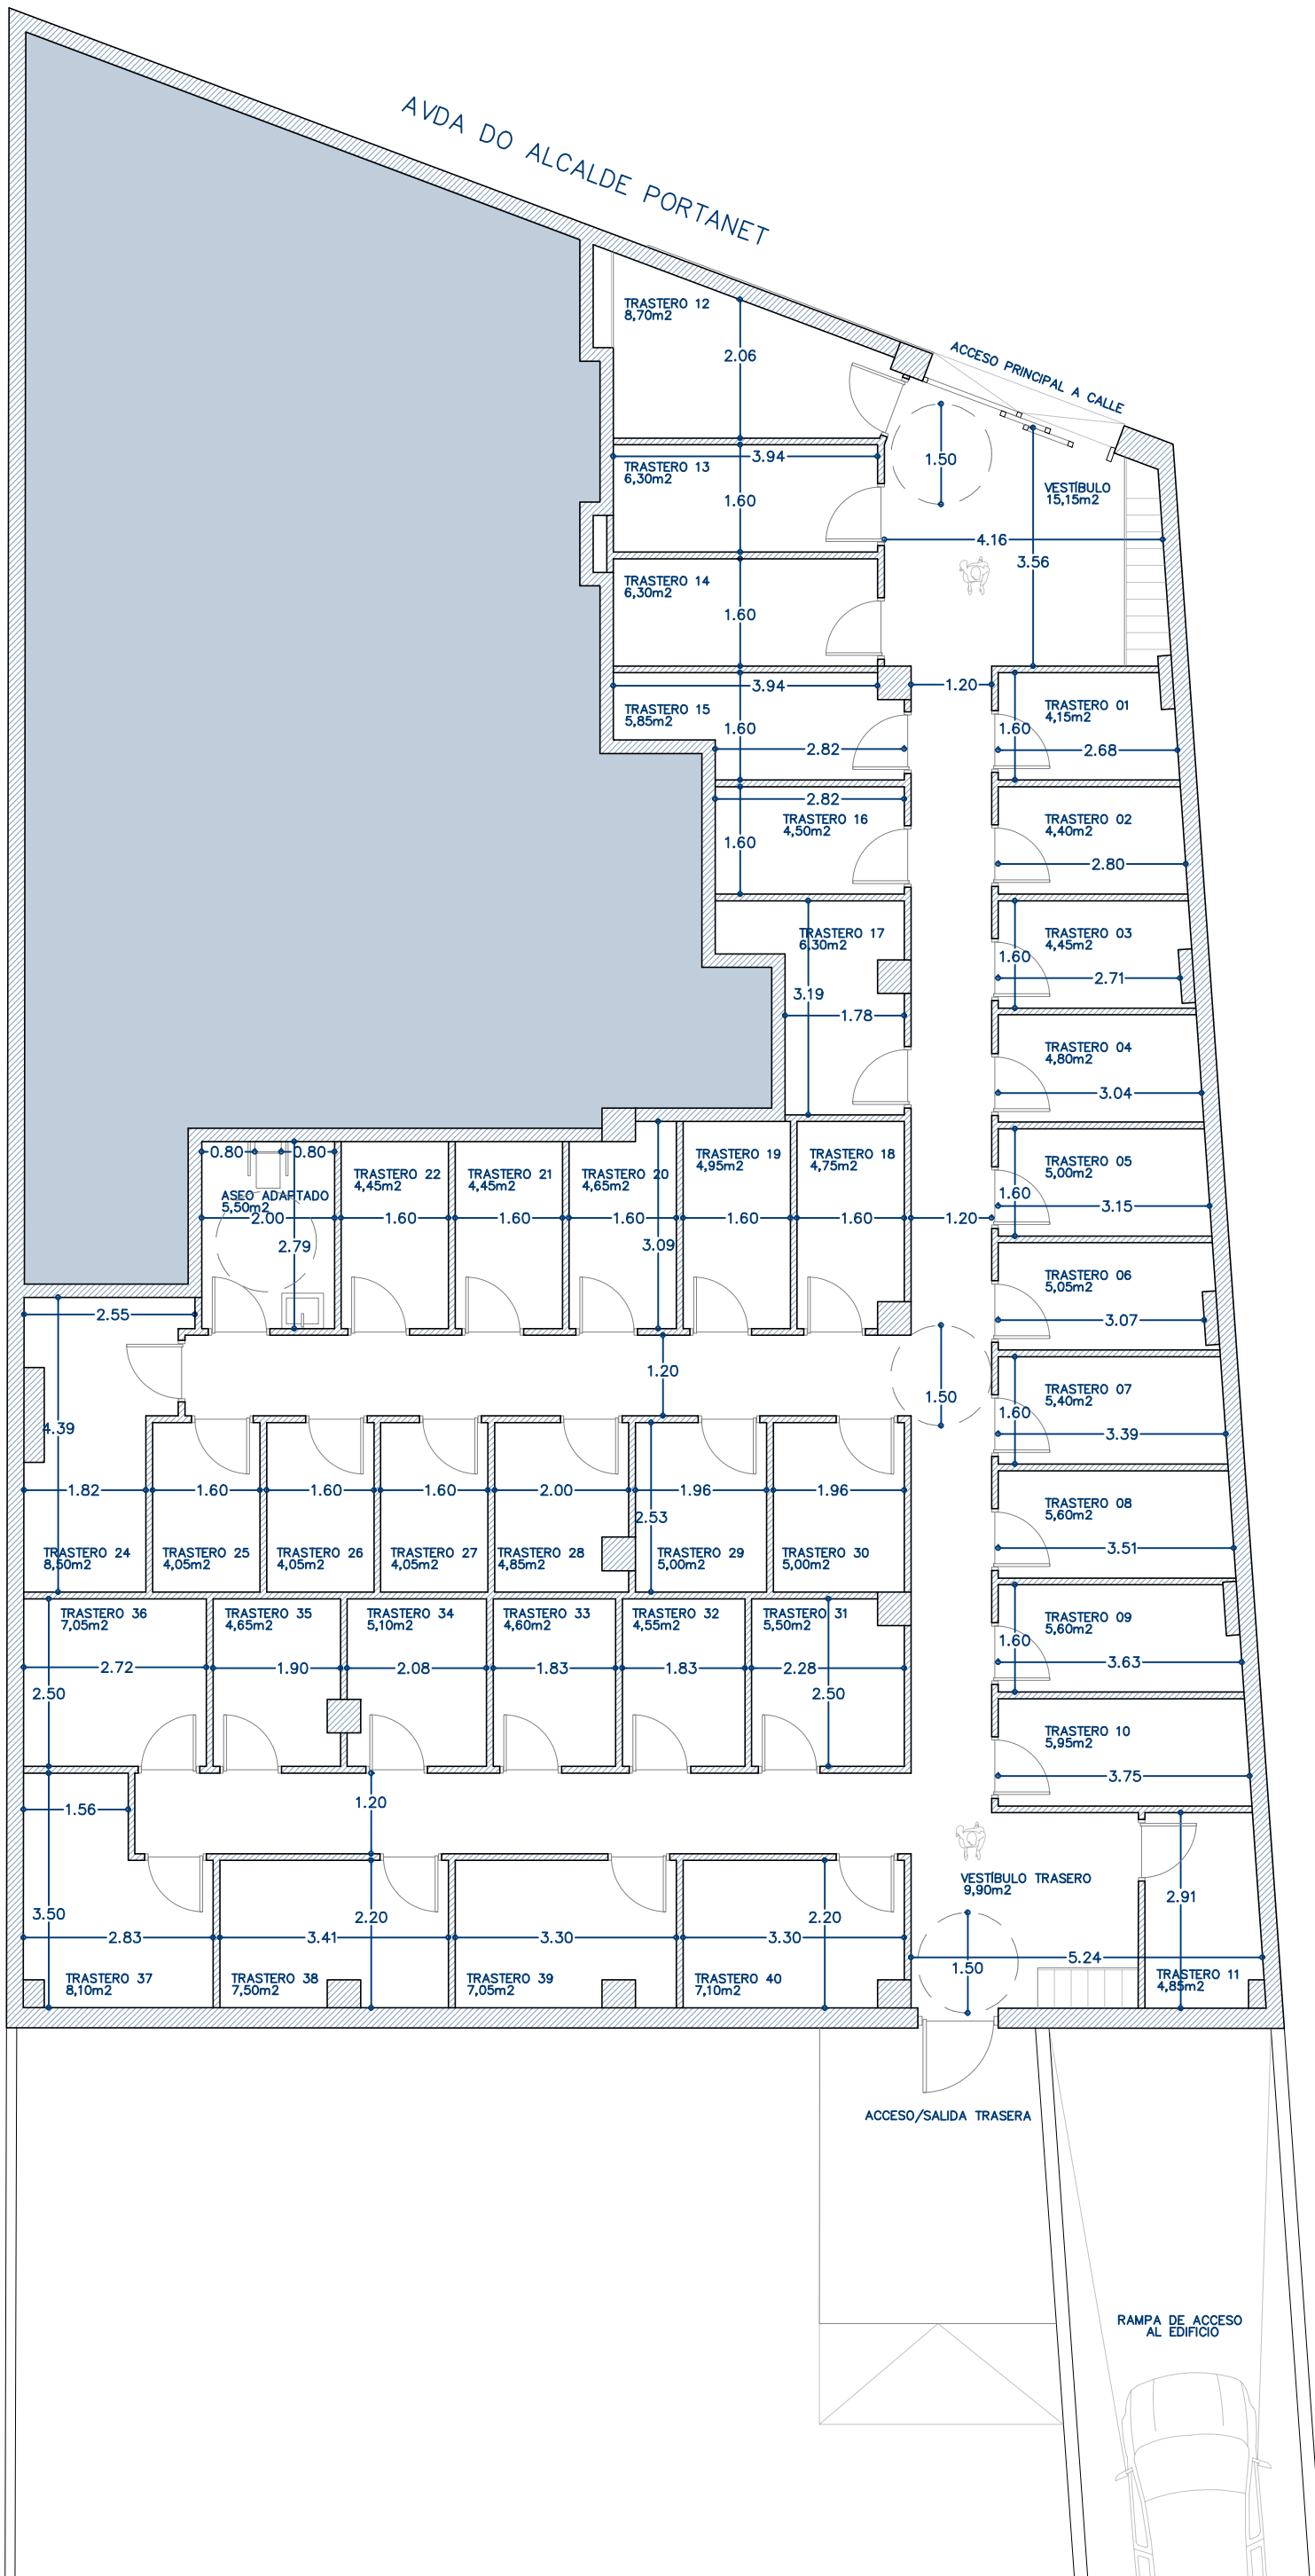 AVDA DO ALCALDE PORTANET
TRASTERO 12
8,70m2
2.06
ACCESO PRINCIPAL A CALLE
3.94
TRASTERO 13
6,30m2
1.60
1.50
VESTÍBULO
15,15m2
4.16
3.56
TRASTERO 14
6,30m2
1.60
3.94
1.20
TRASTERO 15
5,85m2
1.60
2.82
TRASTERO 01
4,15m2
1.60
2.68
2.82
TRASTERO 16
4,50m2
1.60
TRASTERO 02
4,40m2
2.80
TRASTERO 17
6,30m2
3.19
1.78
TRASTERO 03
4,45m2
1.60
2.71
TRASTERO 04
4,80m2
3.04
0.80
0.80
ASEO ADAPTADO
5,50m2
2.00
2.79
TRASTERO 22
4,45m2
1.60
TRASTERO 21
4,45m2
1.60
TRASTERO 20
4,65m2
1.60
3.09
TRASTERO 19
4,95m2
1.60
TRASTERO 18
4,75m2
1.60
1.20
TRASTERO 05
5,00m2
1.60
3.15
TRASTERO 06
5,05m2
3.07
2.55
1.20
1.50
TRASTERO 07
5,40m2
1.60
3.39
4.39
1.82
1.60
1.60
1.60
2.00
1.96
1.96
2.53
TRASTERO 24
8,50m2
TRASTERO 25
4,05m2
TRASTERO 26
4,05m2
TRASTERO 27
4,05m2
TRASTERO 28
4,85m2
TRASTERO 29
5,00m2
TRASTERO 30
5,00m2
TRASTERO 08
5,60m2
3.51
TRASTERO 36
7,05m2
2.72
2.50
TRASTERO 35
4,65m2
1.90
TRASTERO 34
5,10m2
2.08
TRASTERO 33
4,60m2
1.83
TRASTERO 32
4,55m2
1.83
TRASTERO 31
5,50m2
2.28
2.50
TRASTERO 09
5,60m2
1.60
3.63
TRASTERO 10
5,95m2
3.75
1.56
1.20
3.50
2.83
TRASTERO 37
8,10m2
3.41
2.20
TRASTERO 38
7,50m2
3.30
TRASTERO 39
7,05m2
2.20
3.30
TRASTERO 40
7,10m2
VESTÍBULO TRASERO
9,90m2
1.50
5.24
2.91
TRASTERO 11
4,85m2
ACCESO/SALIDA TRASERA
RAMPA DE ACCESO
AL EDIFICIO